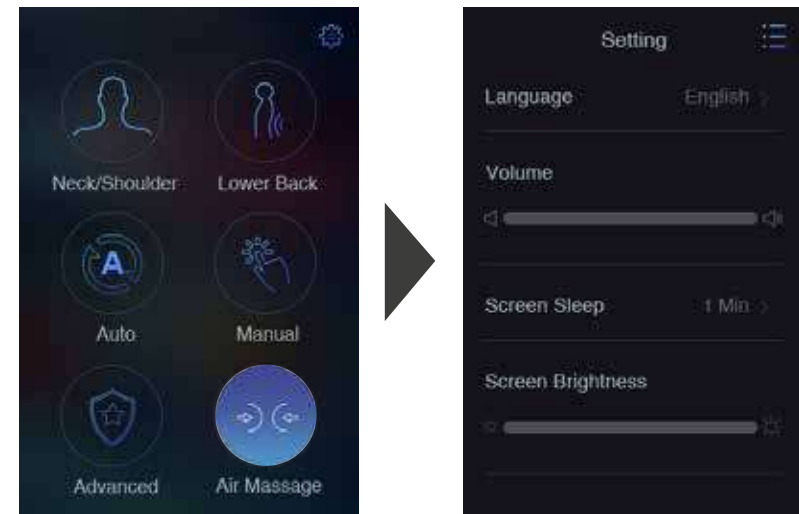 Neck/Shoulder
Lower Back
A
Auto
Manual
Advanced
Air Massage
Setting
Language English
Volume
Screen Sleep 1 Min
Screen Brightness